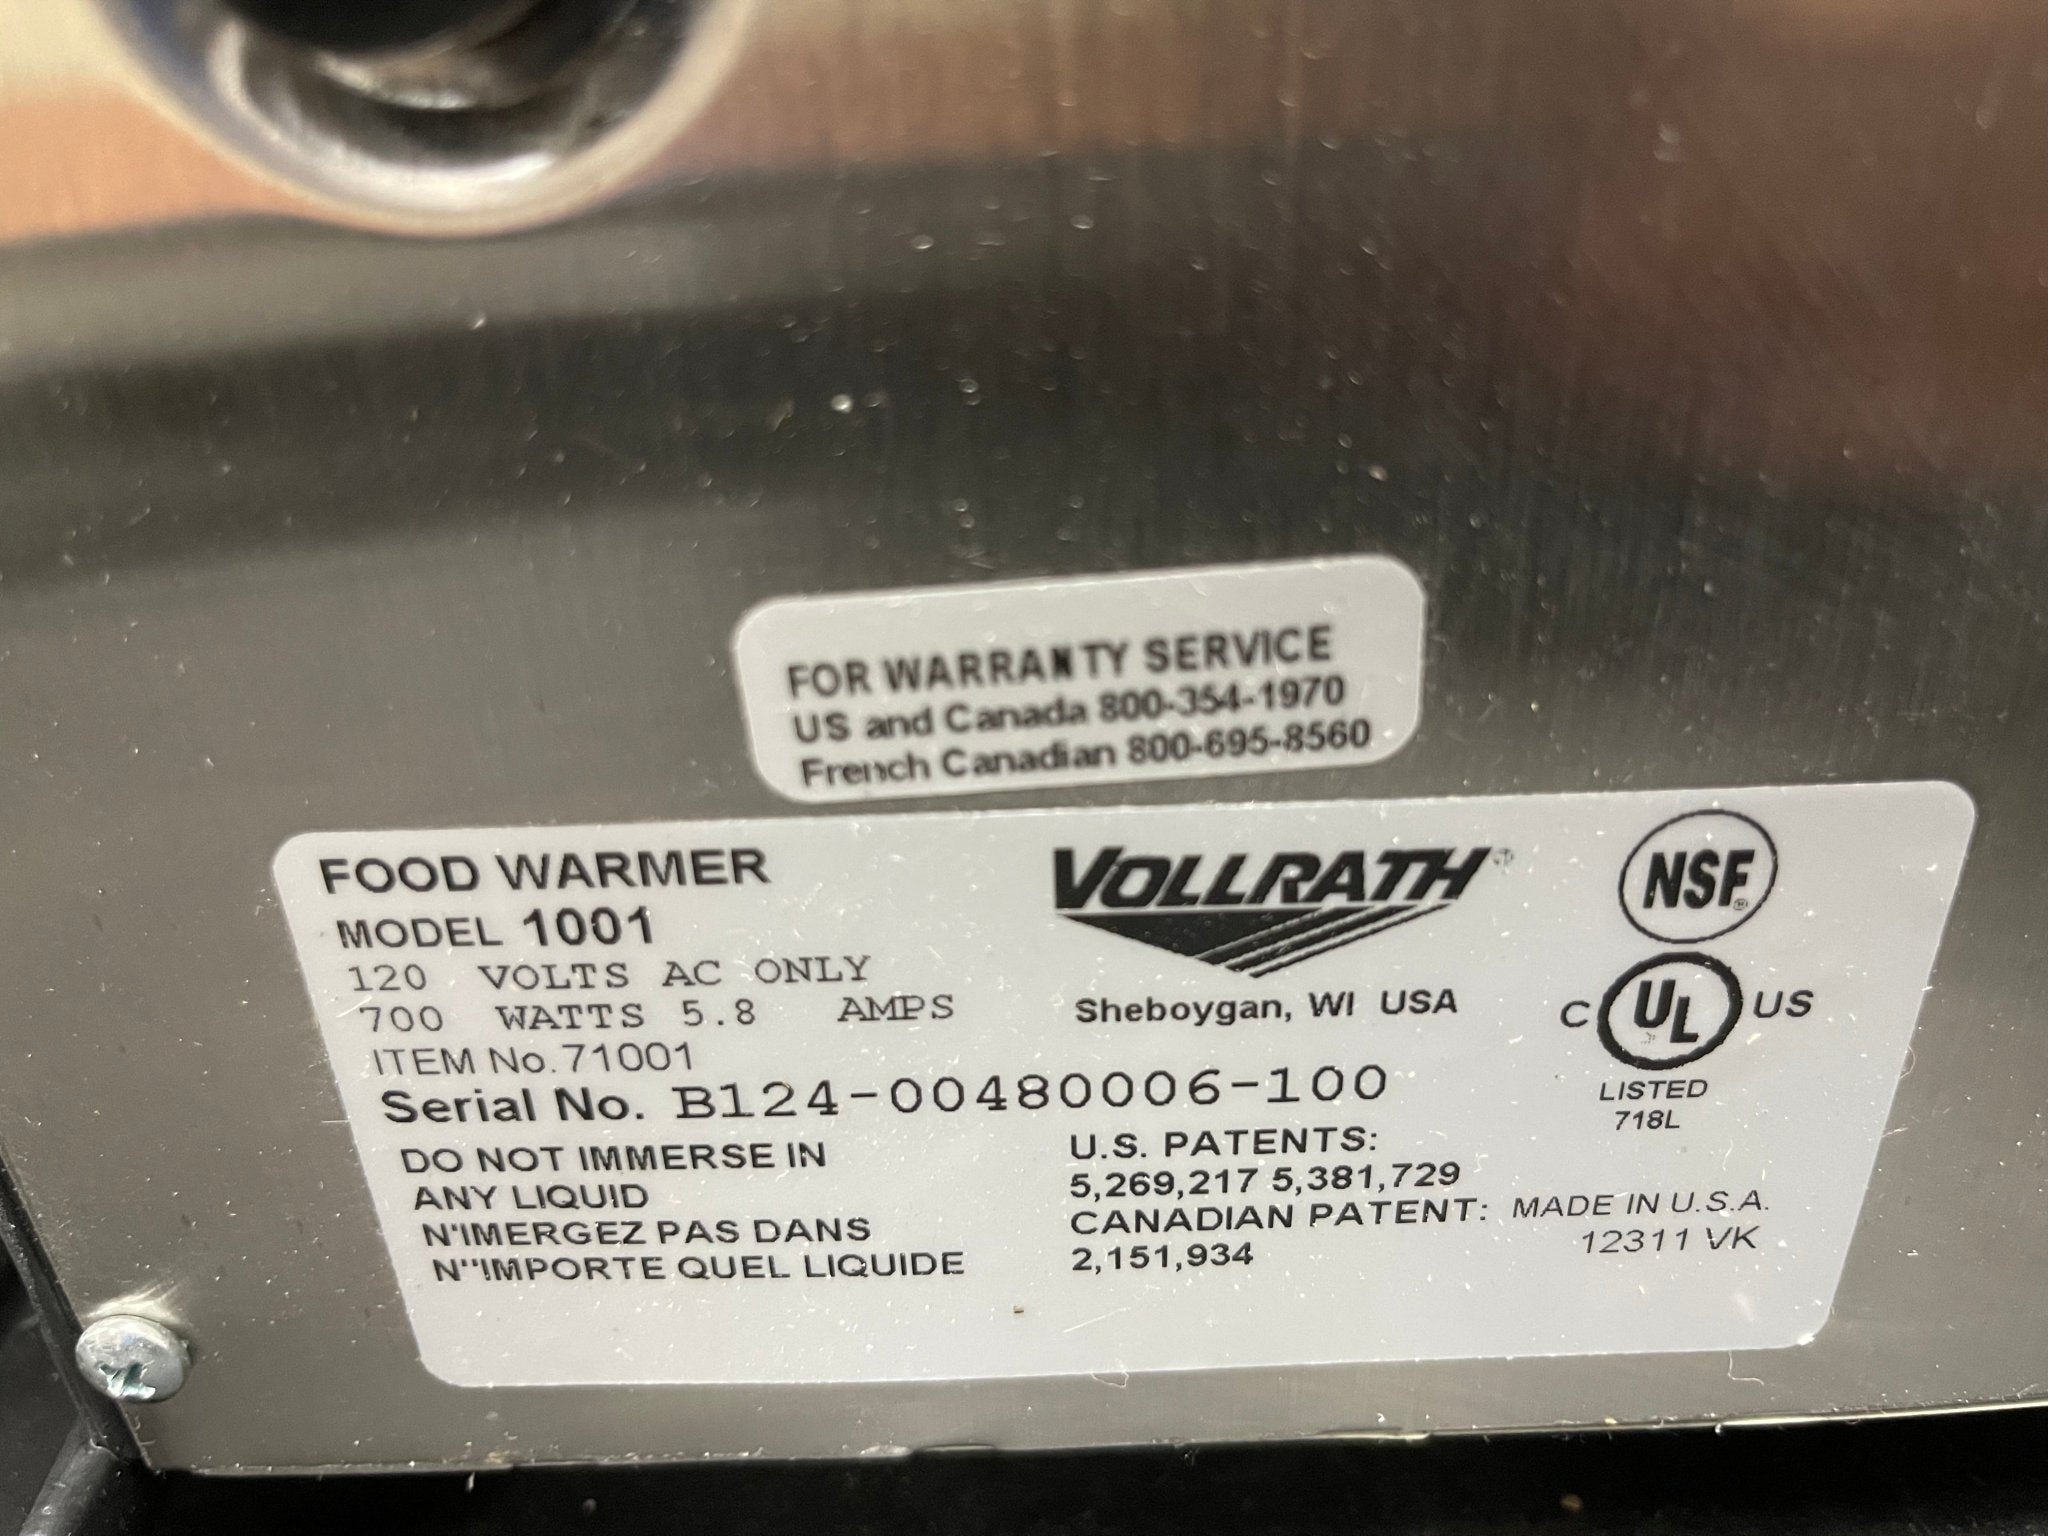 FOR WARRANTY SERVICE
US and Canada 800-354-1970
French Canadian 800-695-8560
FOOD WARMER
MODEL 1001
120 VOLTS AC ONLY
700 WATTS 5.8 AMPS
ITEM No.71001
Serial No. B124-00480006-100
DO NOT IMMERSE IN
ANY LIQUID
N'IMERGEZ PAS DANS
N''IMPORTE QUEL LIQUIDE
VOLLRATH
Sheboygan, WI USA
U.S. PATENTS:
5,269,217 5,381,729
CANADIAN PATENT:
2,151,934
NSF®
C UL US
LISTED
718L
MADE IN U.S.A.
12311 VK